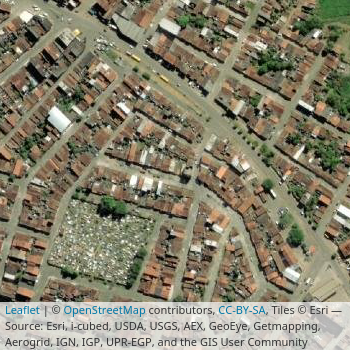 Leaflet | © OpenStreetMap contributors, CC-BY-SA, Tiles © Esri —
Source: Esri, i-cubed, USDA, USGS, AEX, GeoEye, Getmapping,
Aerogrid, IGN, IGP, UPR-EGP, and the GIS User Community